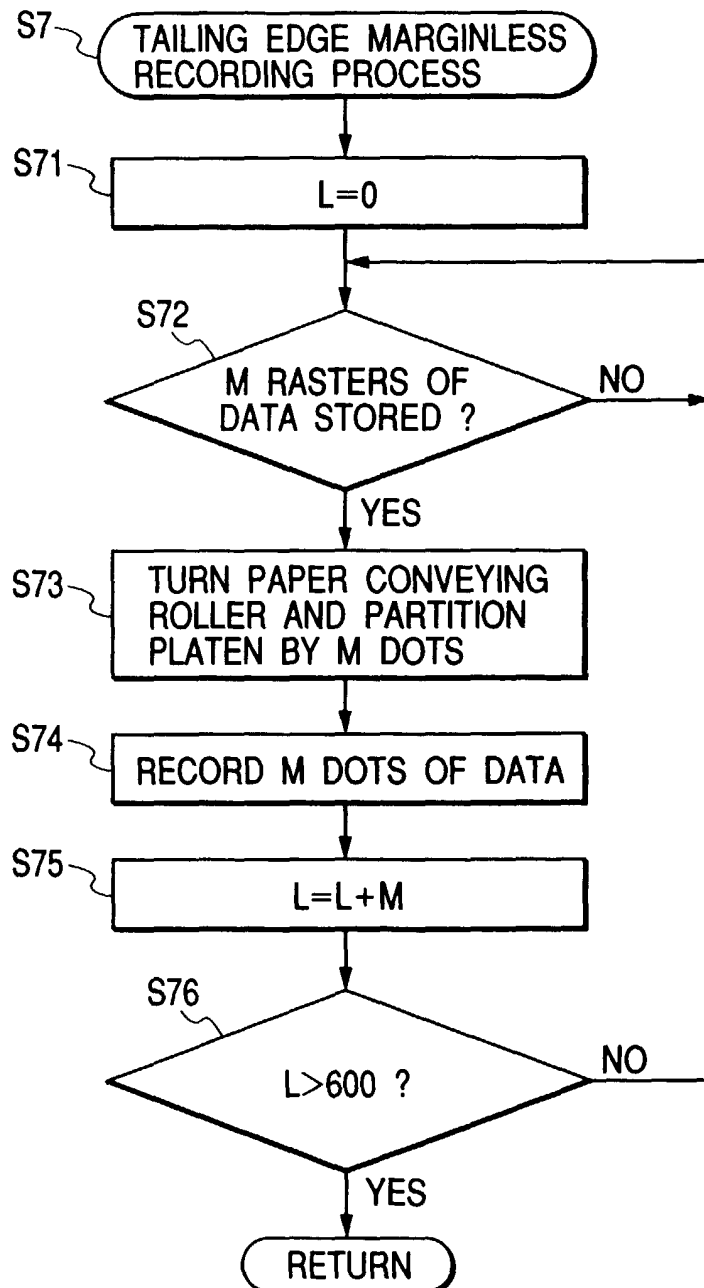 S7
TAILING EDGE MARGINLESS
RECORDING PROCESS
S71
L=0
S72
M RASTERS OF
DATA STORED ?
NO
YES
S73
TURN PAPER CONVEYING
ROLLER AND PARTITION
PLATEN BY M DOTS
S74
RECORD M DOTS OF DATA
S75
L=L+M
S76
L>600 ?
NO
YES
RETURN